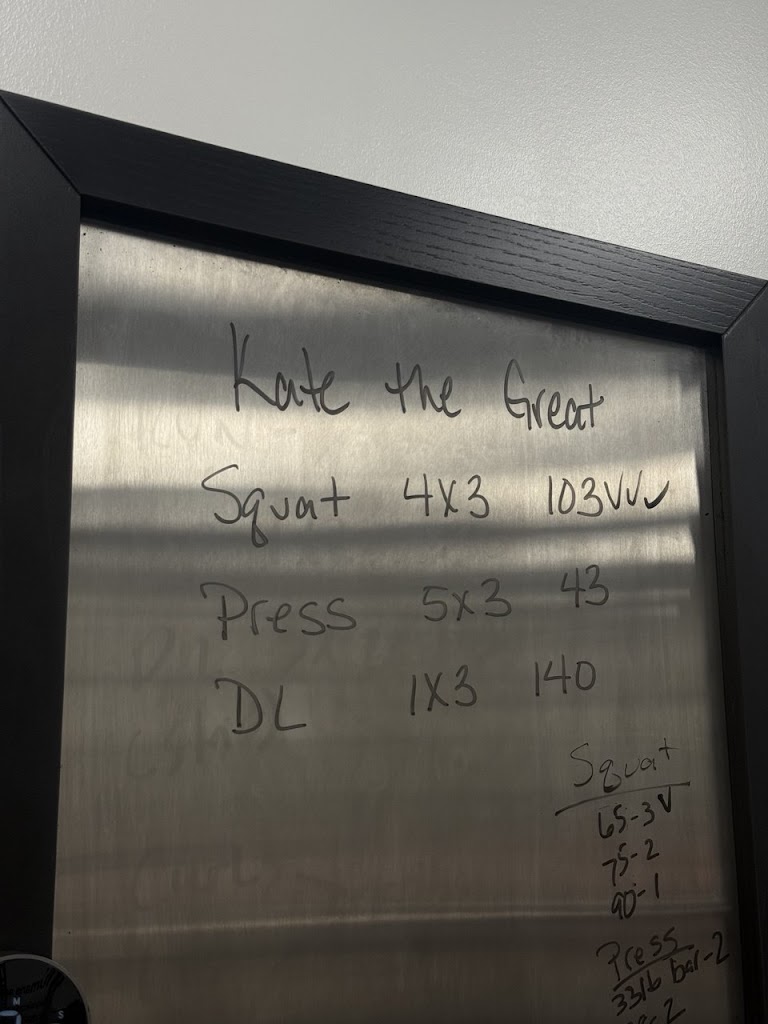 Kate the Great
Squat 4x3 103✓✓✓
Press 5x3 43
DL 1x3 140
Squat
65-3 ✓
75-2
90-1
Press
33lb bar-2
M
S